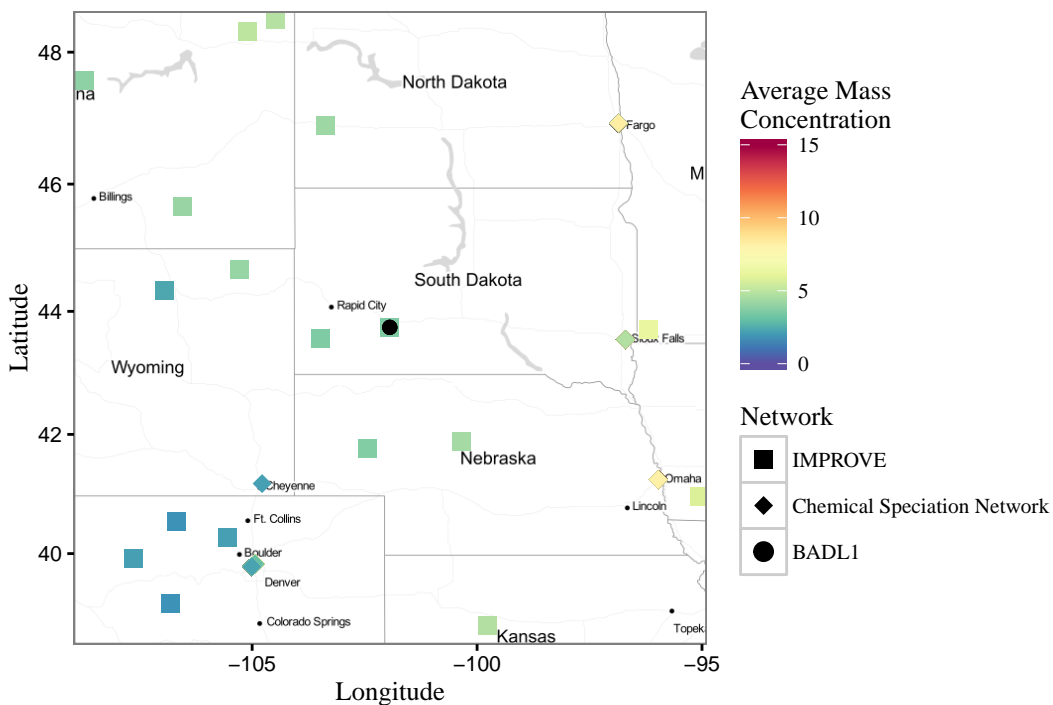 48
46
44
42
40
−105
−100
−95
Longitude
Latitude
North Dakota
na
Fargo
M
Billings
South Dakota
Rapid City
Sioux Falls
Wyoming
Nebraska
Omaha
Cheyenne
Lincoln
Ft. Collins
Boulder
Denver
Colorado Springs
Kansas
Topeka
Average Mass
Concentration
15
10
5
0
Network
IMPROVE
Chemical Speciation Network
BADL1